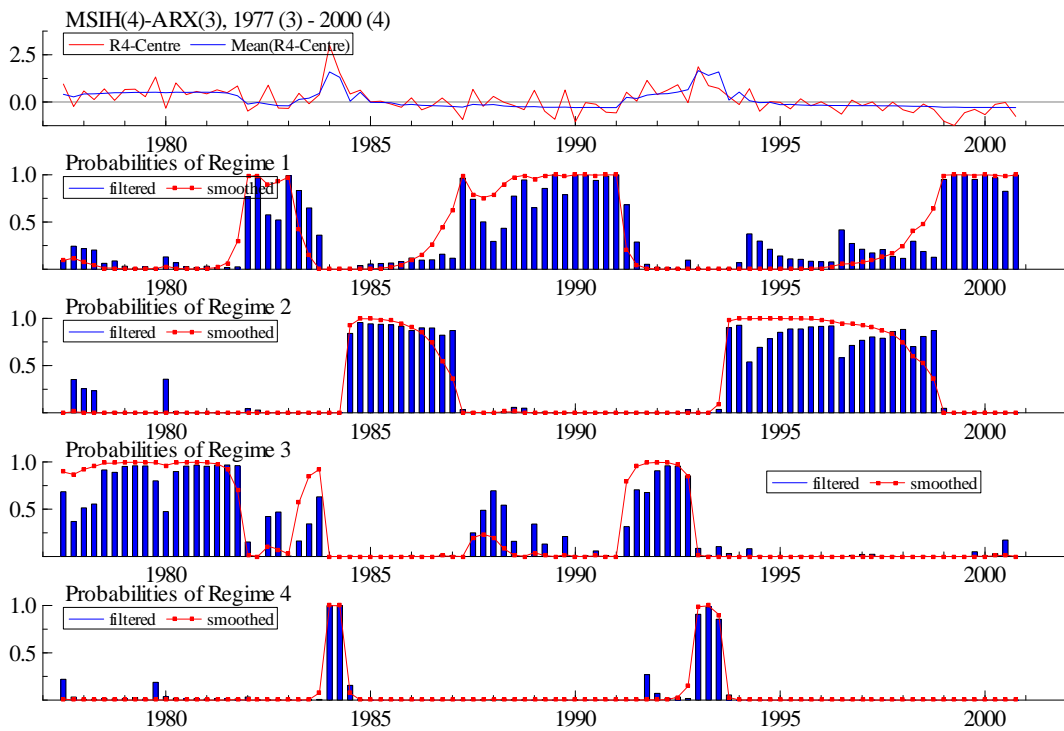 MSIH(4)-ARX(3), 1977 (3) - 2000 (4)
R4-Centre Mean(R4-Centre)
2.5
0.0
1980 1985 1990 1995 2000
Probabilities of Regime 1
1.0
filtered smoothed
0.5
1980 1985 1990 1995 2000
Probabilities of Regime 2
1.0
filtered smoothed
0.5
1980 1985 1990 1995 2000
Probabilities of Regime 3
1.0
filtered smoothed
0.5
1980 1985 1990 1995 2000
Probabilities of Regime 4
1.0
filtered smoothed
0.5
1980 1985 1990 1995 2000